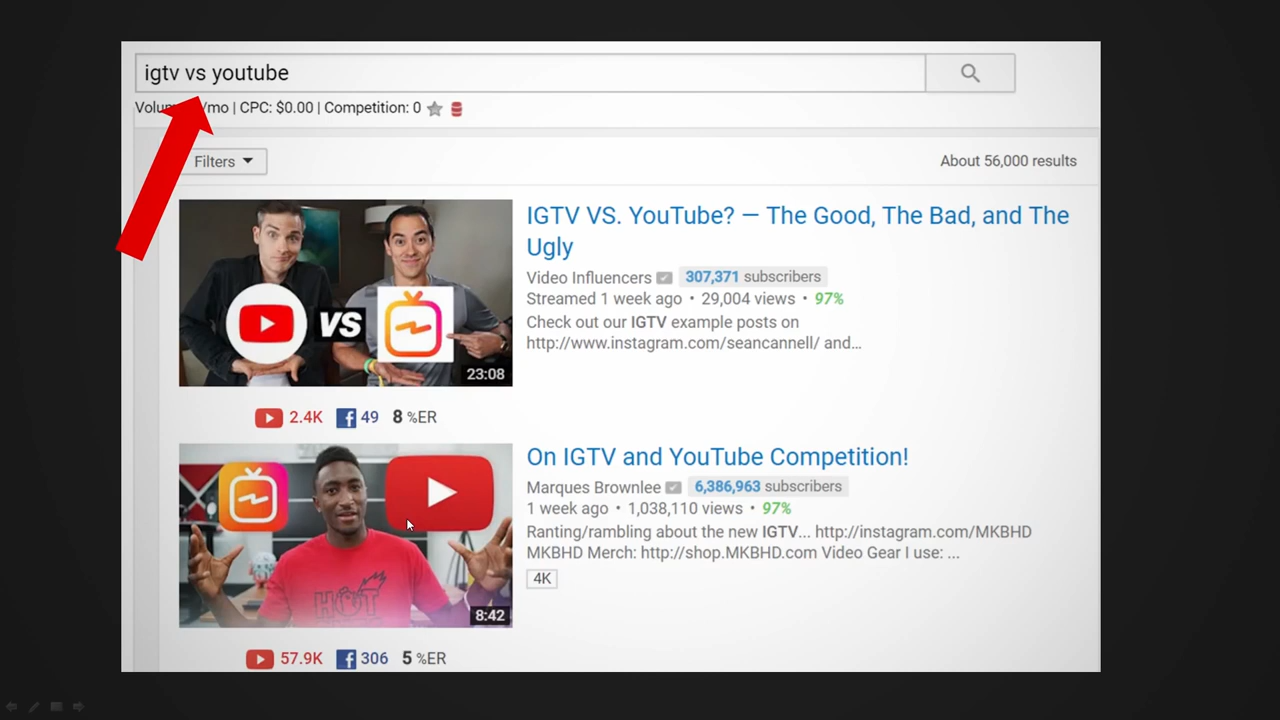 igtv vs youtube
/mo | CPC: $0.00 | Competition: 0
Filters
About 56,000 results
IGTV VS. YouTube? — The Good, The Bad, and The
Ugly
Video Influencers 307,371 subscribers
Streamed 1 week ago • 29,004 views • 97%
Check out our IGTV example posts on
http://www.instagram.com/seancannell/ and...
VS
23:08
2.4K 49 8 %ER
On IGTV and YouTube Competition!
Marques Brownlee 6,386,963 subscribers
1 week ago • 1,038,110 views • 97%
Ranting/rambling about the new IGTV... http://instagram.com/MKBHD
MKBHD Merch: http://shop.MKBHD.com Video Gear I use: ...
4K
HOT
8:42
57.9K 306 5 %ER